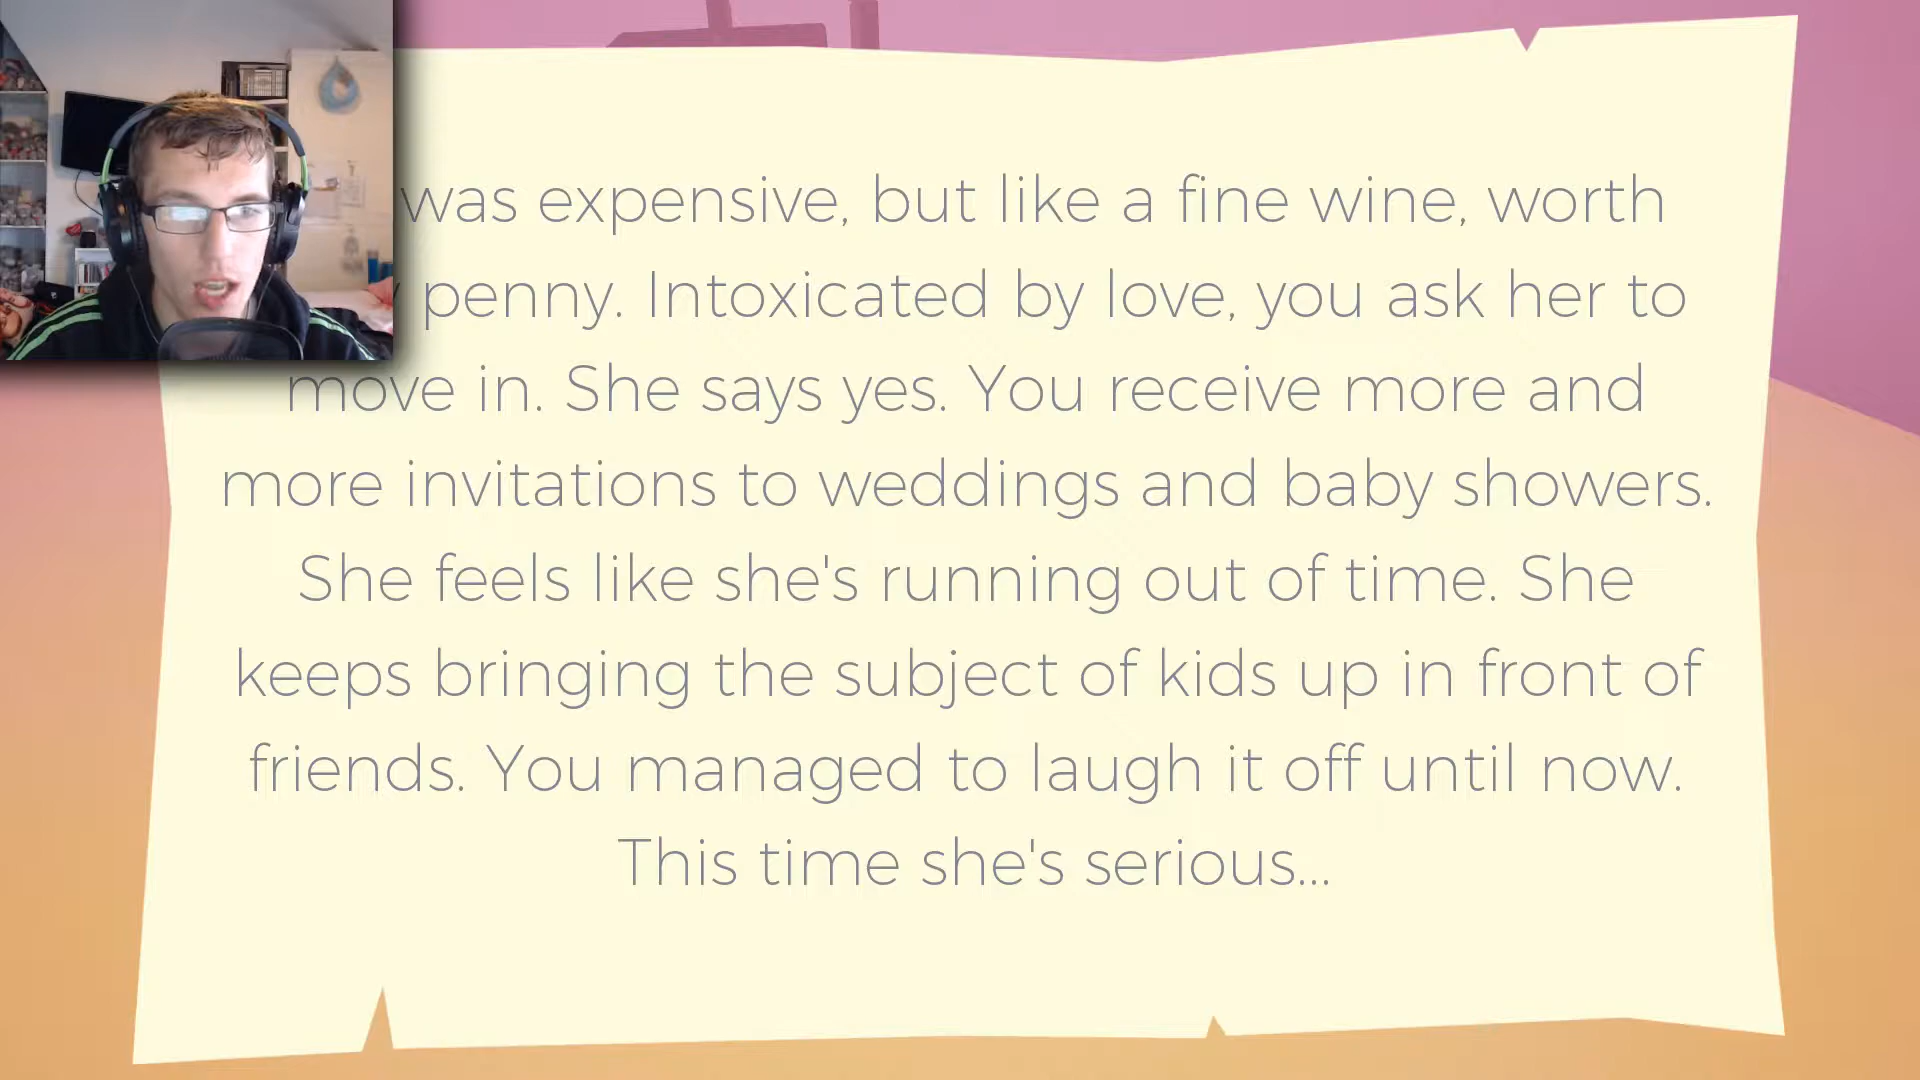 was expensive, but like a fine wine, worth
penny. Intoxicated by love, you ask her to
move in. She says yes. You receive more and
more invitations to weddings and baby showers.
She feels like she's running out of time. She
keeps bringing the subject of kids up in front of
friends. You managed to laugh it off until now.
This time she's serious...